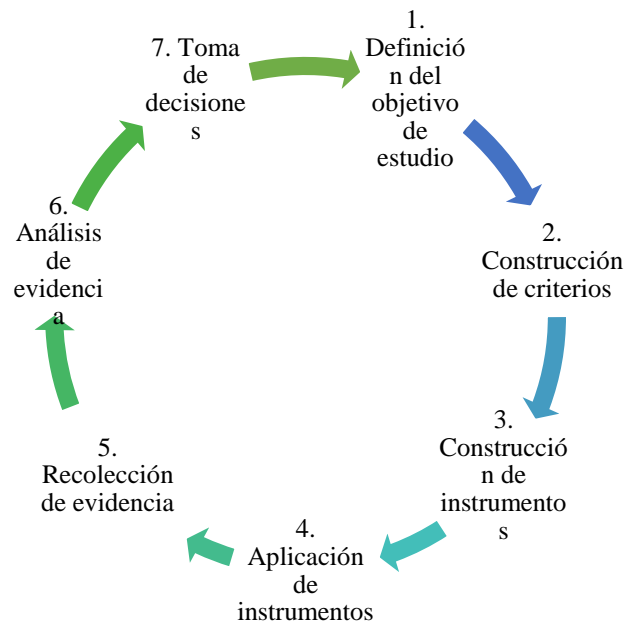 1.
Definició
n del
objetivo
de
estudio
2.
Construcción
de criterios
3.
Construcció
n de
instrumento
s
4.
Aplicación
de
instrumentos
5.
Recolección
de evidencia
6.
Análisis
de
evidenci
a
7. Toma
de
decisione
s